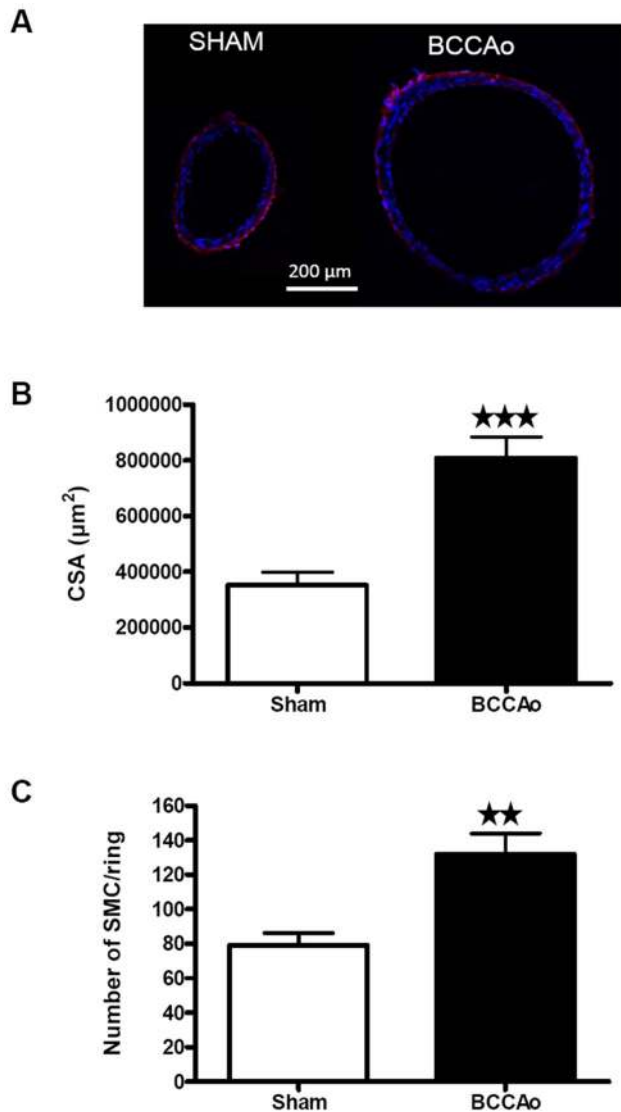 A
SHAM BCCAo
200 µm
B
CSA (µm²)
1000000
800000
600000
400000
200000
0
★★★
Sham BCCAo
C
Number of SMC/ring
160
140
120
100
80
60
40
20
0
★★
Sham BCCAo